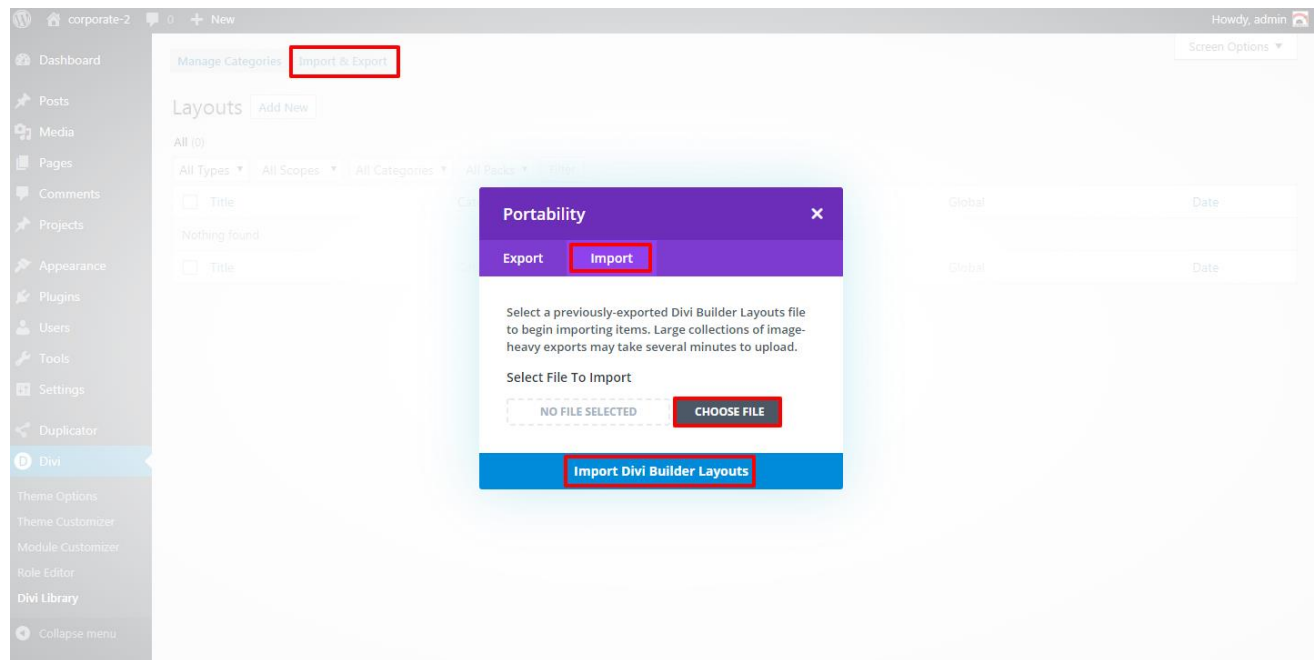 corporate-2 0 + New Howdy, admin
Screen Options ▼
Dashboard
Posts
Media
Pages
Comments
Projects
Appearance
Plugins
Users
Tools
Settings
Duplicator
Divi
Theme Options
Theme Customizer
Module Customizer
Role Editor
Divi Library
Collapse menu
Manage Categories Import & Export
Layouts Add New
All (0)
All Types ▼ All Scopes ▼ All Categories ▼ All Packs ▼
Title Global Date
Nothing found
Title Global Date
Portability ×
Export Import
Select a previously-exported Divi Builder Layouts file
to begin importing items. Large collections of image-
heavy exports may take several minutes to upload.
Select File To Import
NO FILE SELECTED CHOOSE FILE
Import Divi Builder Layouts